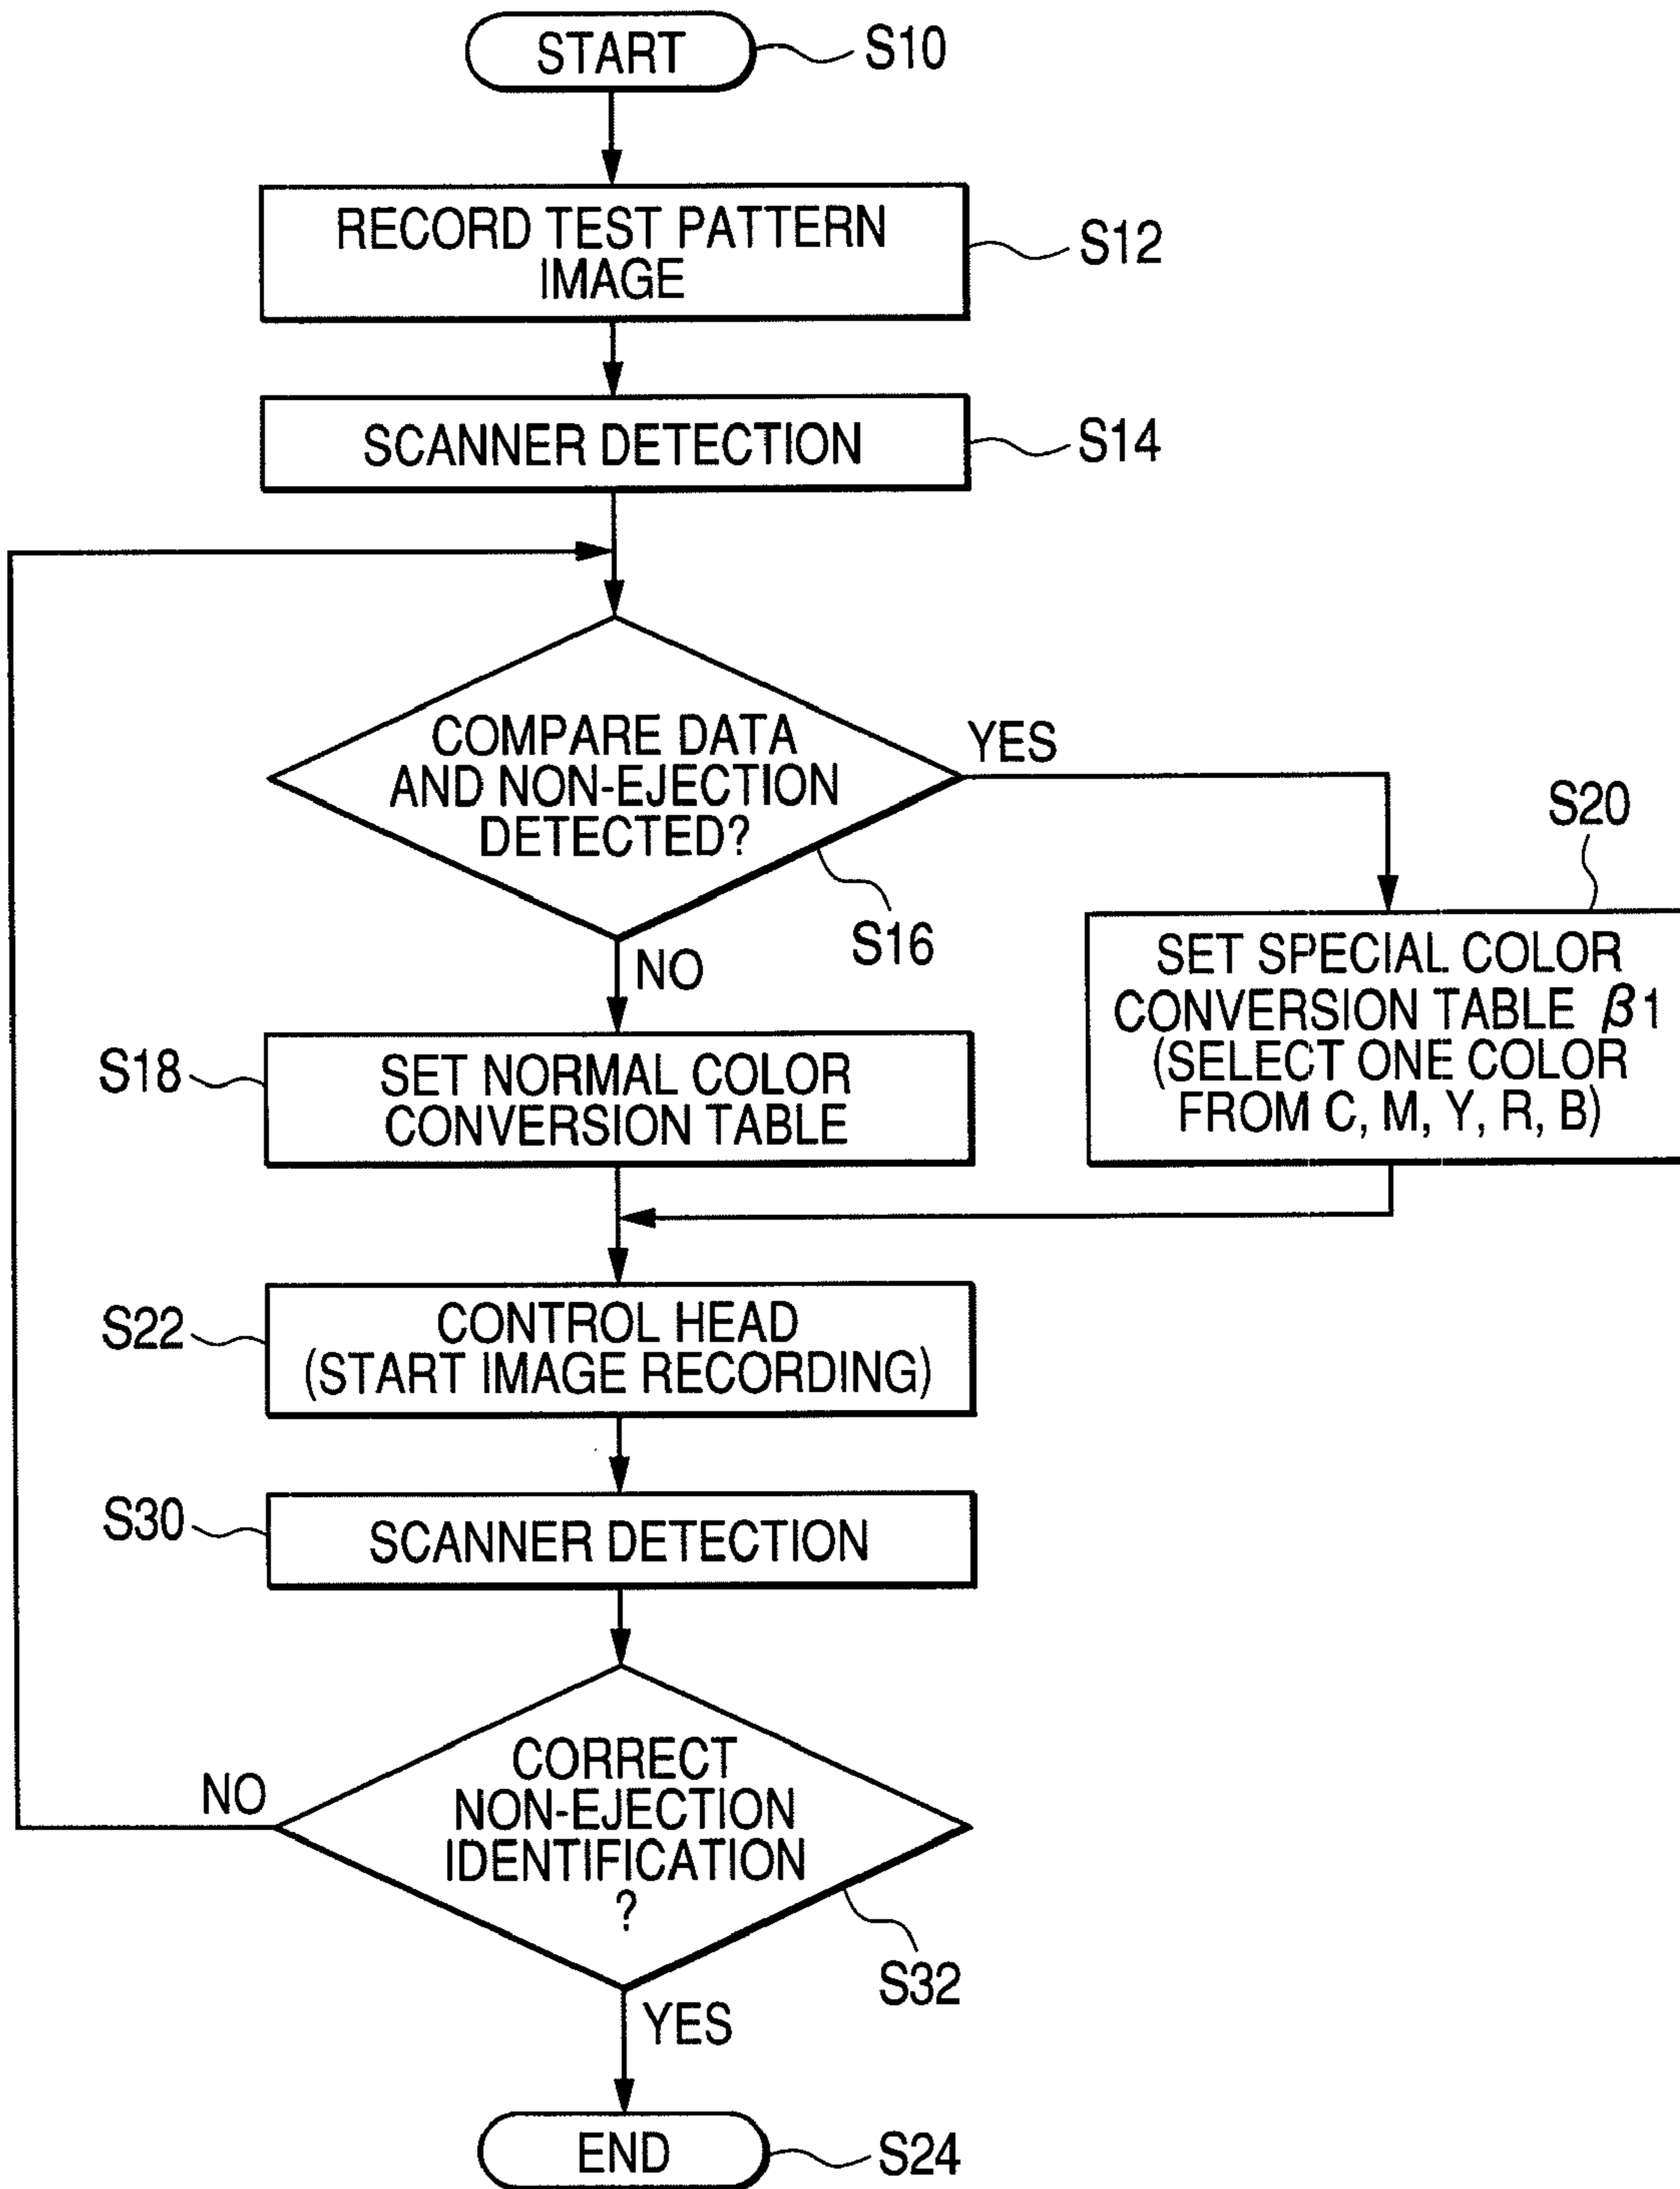 START
S10
RECORD TEST PATTERN
IMAGE
S12
SCANNER DETECTION
S14
COMPARE DATA
AND NON-EJECTION
DETECTED?
YES
S16
NO
S20
SET SPECIAL COLOR
CONVERSION TABLE β1
(SELECT ONE COLOR
FROM C, M, Y, R, B)
S18
SET NORMAL COLOR
CONVERSION TABLE
S22
CONTROL HEAD
(START IMAGE RECORDING)
S30
SCANNER DETECTION
CORRECT
NON-EJECTION
IDENTIFICATION
?
NO
S32
YES
END
S24